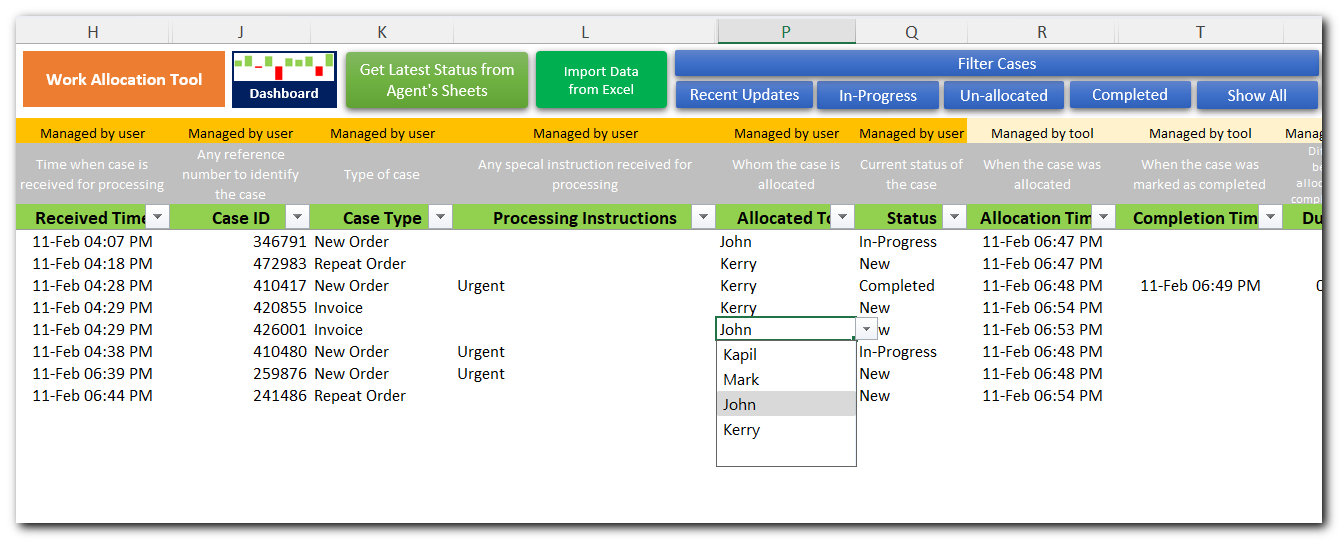 H J K L P Q R T
Work Allocation Tool
Dashboard
Get Latest Status from
Agent's Sheets
Import Data
from Excel
Filter Cases
Recent Updates In-Progress Un-allocated Completed Show All
Managed by user Managed by user Managed by user Managed by user Managed by user Managed by user Managed by tool Managed by tool
Time when case is
received for processing
Any reference
number to identify
the case
Type of case
Any specal instruction received for
processing
Whom the case is
allocated
Current status of
the case
When the case was
allocated
When the case was
marked as completed
Received Time Case ID Case Type Processing Instructions Allocated To Status Allocation Tim Completion Tim Du
11-Feb 04:07 PM 346791 New Order John In-Progress 11-Feb 06:47 PM
11-Feb 04:18 PM 472983 Repeat Order Kerry New 11-Feb 06:47 PM
11-Feb 04:28 PM 410417 New Order Urgent Kerry Completed 11-Feb 06:48 PM 11-Feb 06:49 PM 0
11-Feb 04:29 PM 420855 Invoice Kerry New 11-Feb 06:54 PM
11-Feb 04:29 PM 426001 Invoice John w 11-Feb 06:53 PM
11-Feb 04:38 PM 410480 New Order Urgent In-Progress 11-Feb 06:48 PM
11-Feb 06:39 PM 259876 New Order Urgent New 11-Feb 06:48 PM
11-Feb 06:44 PM 241486 Repeat Order New 11-Feb 06:54 PM
Kapil
Mark
John
Kerry